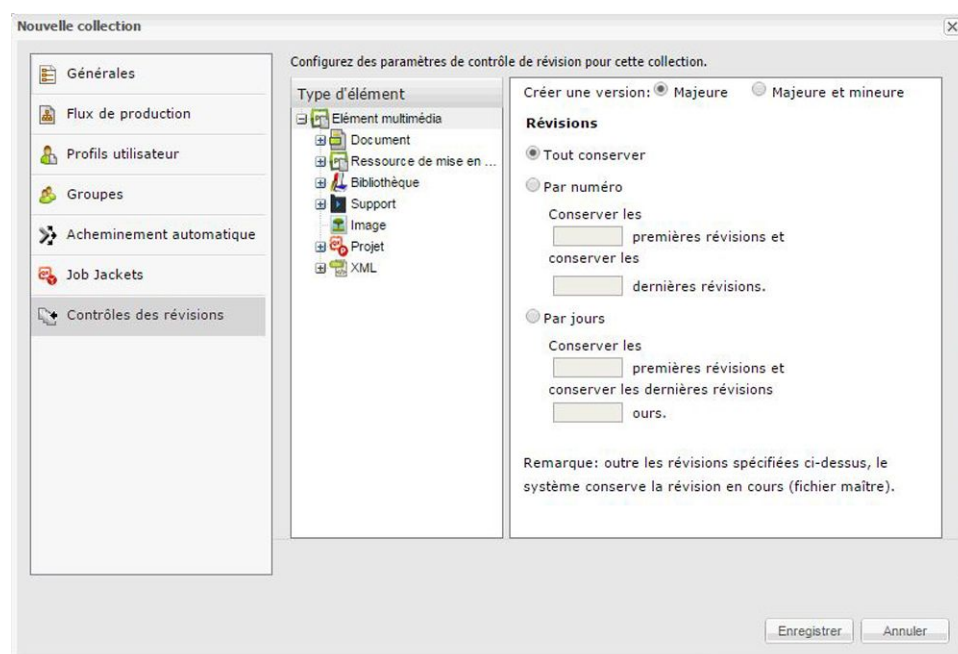 Nouvelle collection
Générales
Flux de production
Profils utilisateur
Groupes
Acheminement automatique
Job Jackets
Contrôles des révisions
Configurez des paramètres de contrôle de révision pour cette collection.
Type d'élément
Elément multimédia
Document
Ressource de mise en ...
Bibliothèque
Support
Image
Projet
XML
Créer une version: Majeure Majeure et mineure
Révisions
Tout conserver
Par numéro
Conserver les
premières révisions et
conserver les
dernières révisions.
Par jours
Conserver les
premières révisions et
conserver les dernières révisions
ours.
Remarque: outre les révisions spécifiées ci-dessus, le
système conserve la révision en cours (fichier maître).
Enregistrer Annuler